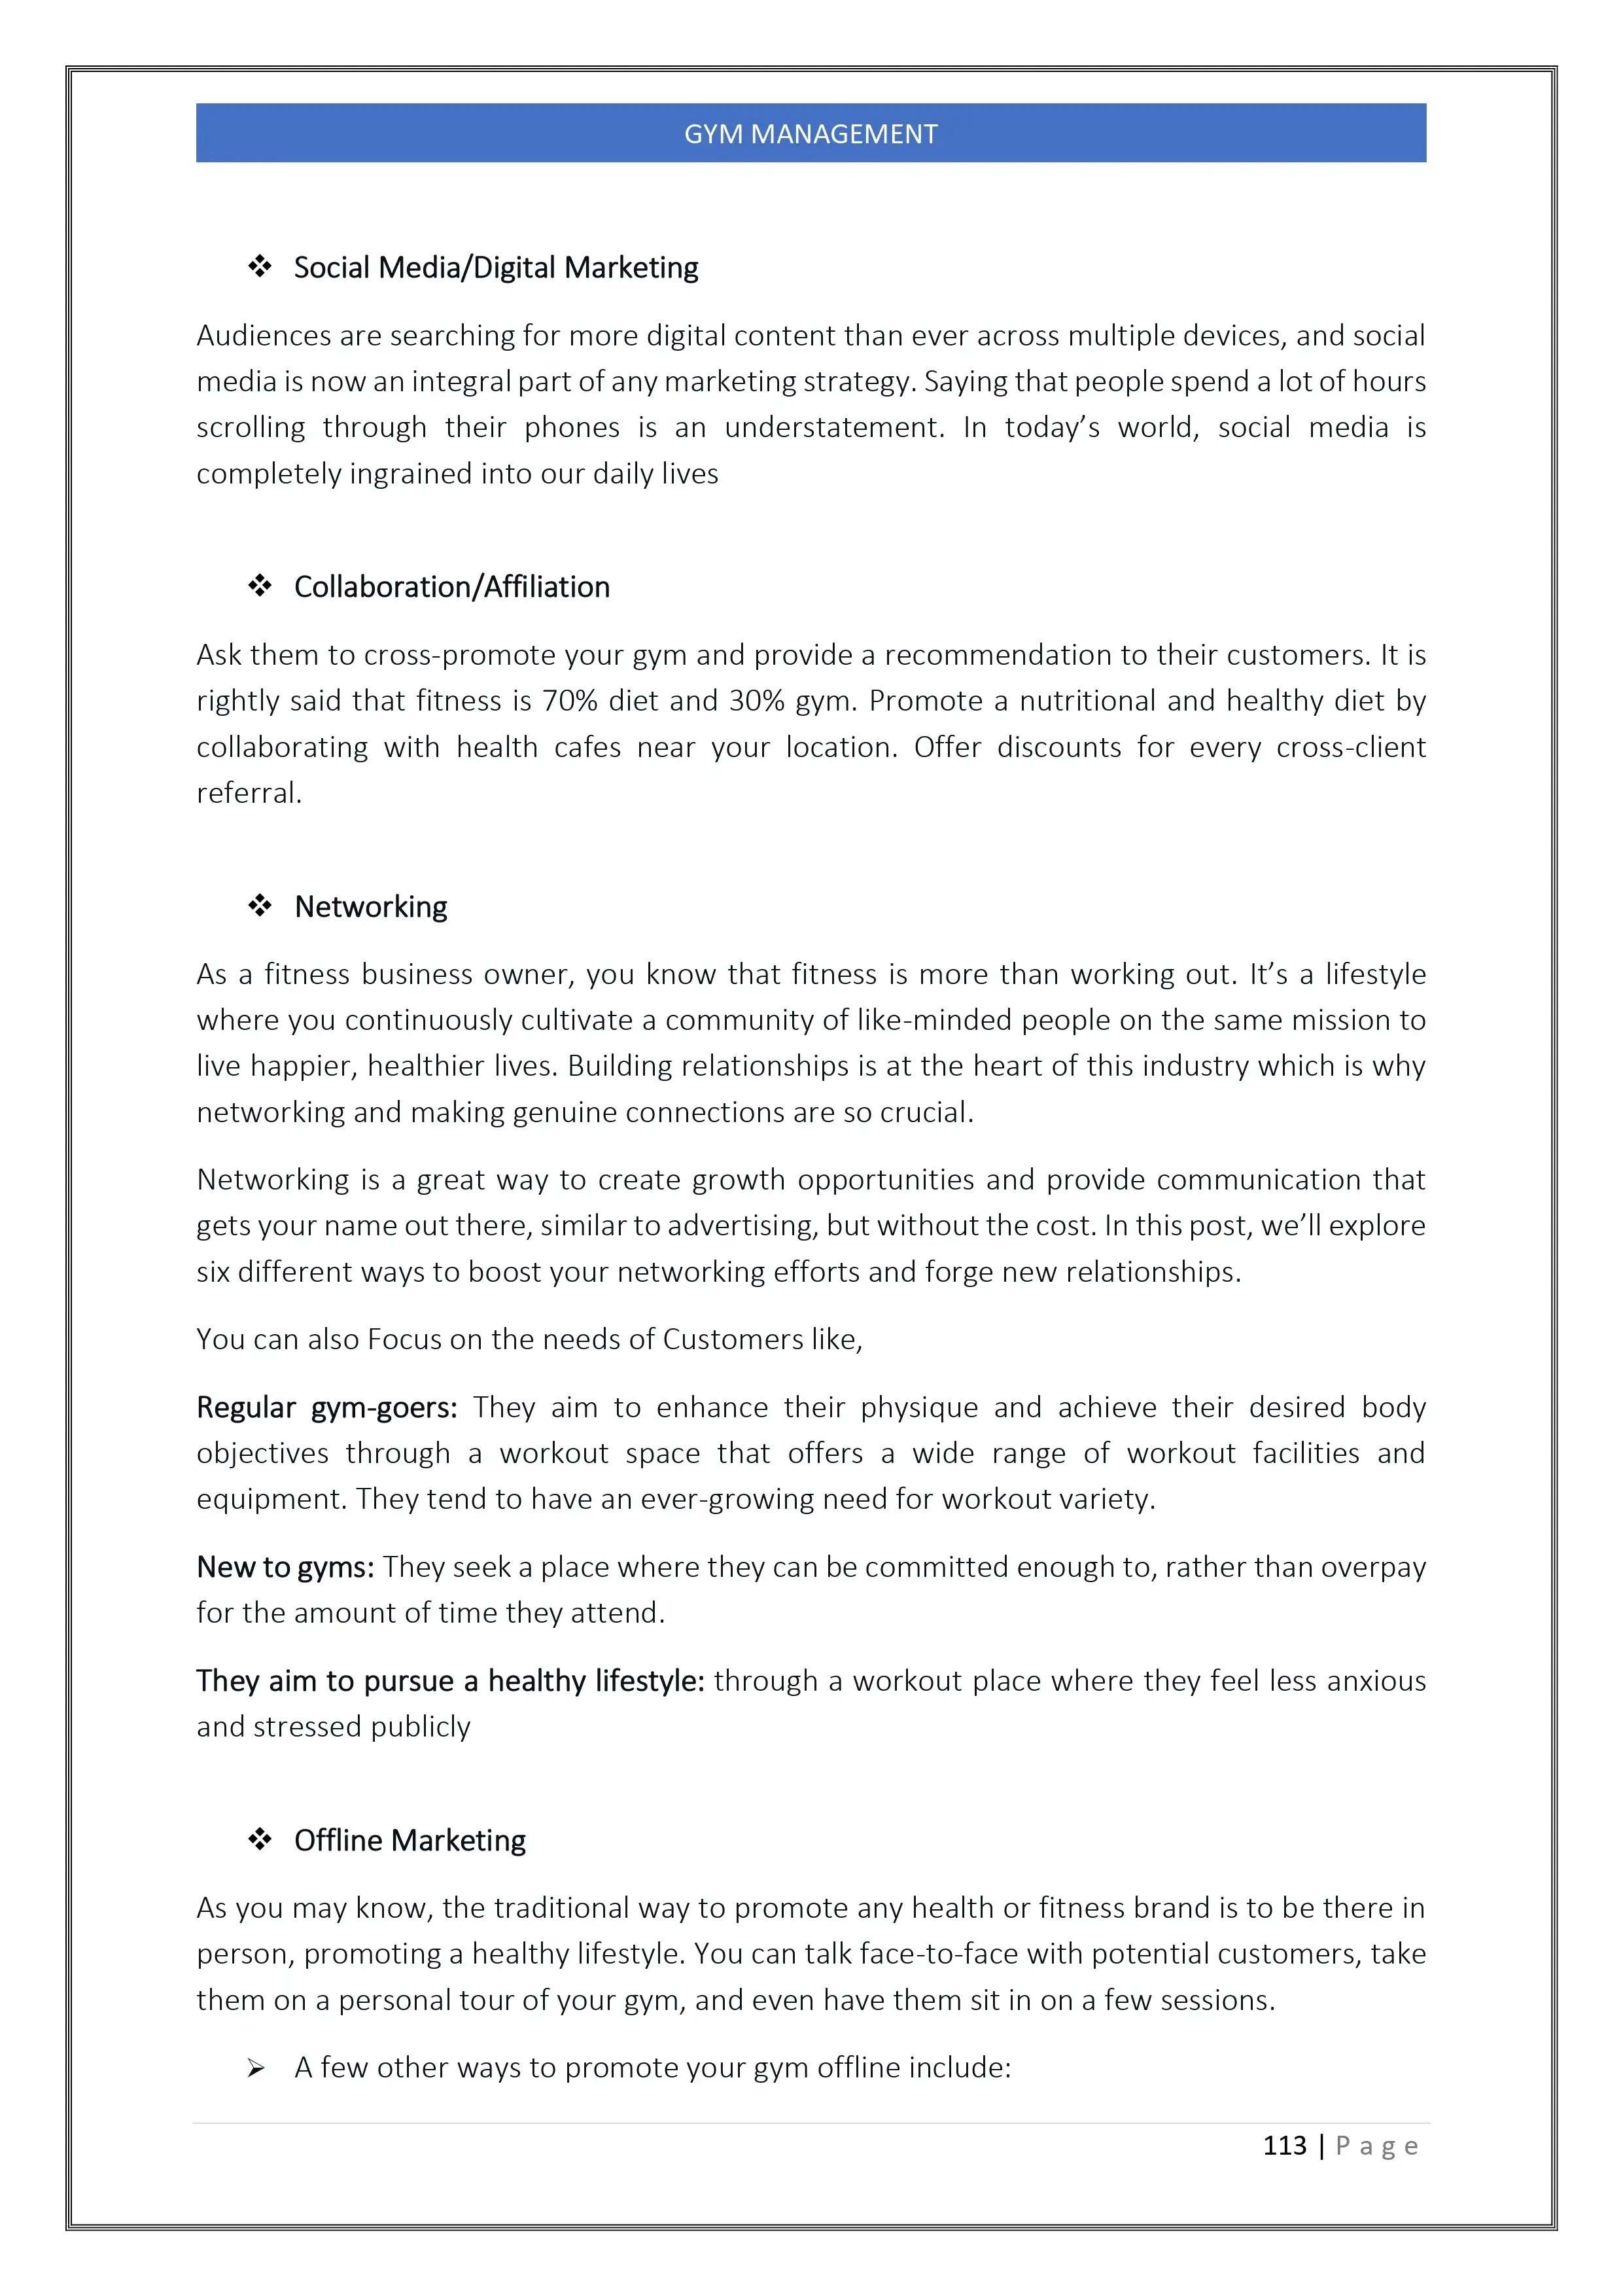 GYM MANAGEMENT
❖ Social Media/Digital Marketing
Audiences are searching for more digital content than ever across multiple devices, and social
media is now an integral part of any marketing strategy. Saying that people spend a lot of hours
scrolling through their phones is an understatement. In today’s world, social media is
completely ingrained into our daily lives
❖ Collaboration/Affiliation
Ask them to cross-promote your gym and provide a recommendation to their customers. It is
rightly said that fitness is 70% diet and 30% gym. Promote a nutritional and healthy diet by
collaborating with health cafes near your location. Offer discounts for every cross-client
referral.
❖ Networking
As a fitness business owner, you know that fitness is more than working out. It’s a lifestyle
where you continuously cultivate a community of like-minded people on the same mission to
live happier, healthier lives. Building relationships is at the heart of this industry which is why
networking and making genuine connections are so crucial.
Networking is a great way to create growth opportunities and provide communication that
gets your name out there, similar to advertising, but without the cost. In this post, we’ll explore
six different ways to boost your networking efforts and forge new relationships.
You can also Focus on the needs of Customers like,
Regular gym-goers: They aim to enhance their physique and achieve their desired body
objectives through a workout space that offers a wide range of workout facilities and
equipment. They tend to have an ever-growing need for workout variety.
New to gyms: They seek a place where they can be committed enough to, rather than overpay
for the amount of time they attend.
They aim to pursue a healthy lifestyle: through a workout place where they feel less anxious
and stressed publicly
❖ Offline Marketing
As you may know, the traditional way to promote any health or fitness brand is to be there in
person, promoting a healthy lifestyle. You can talk face-to-face with potential customers, take
them on a personal tour of your gym, and even have them sit in on a few sessions.
➢ A few other ways to promote your gym offline include:
113 | P a g e